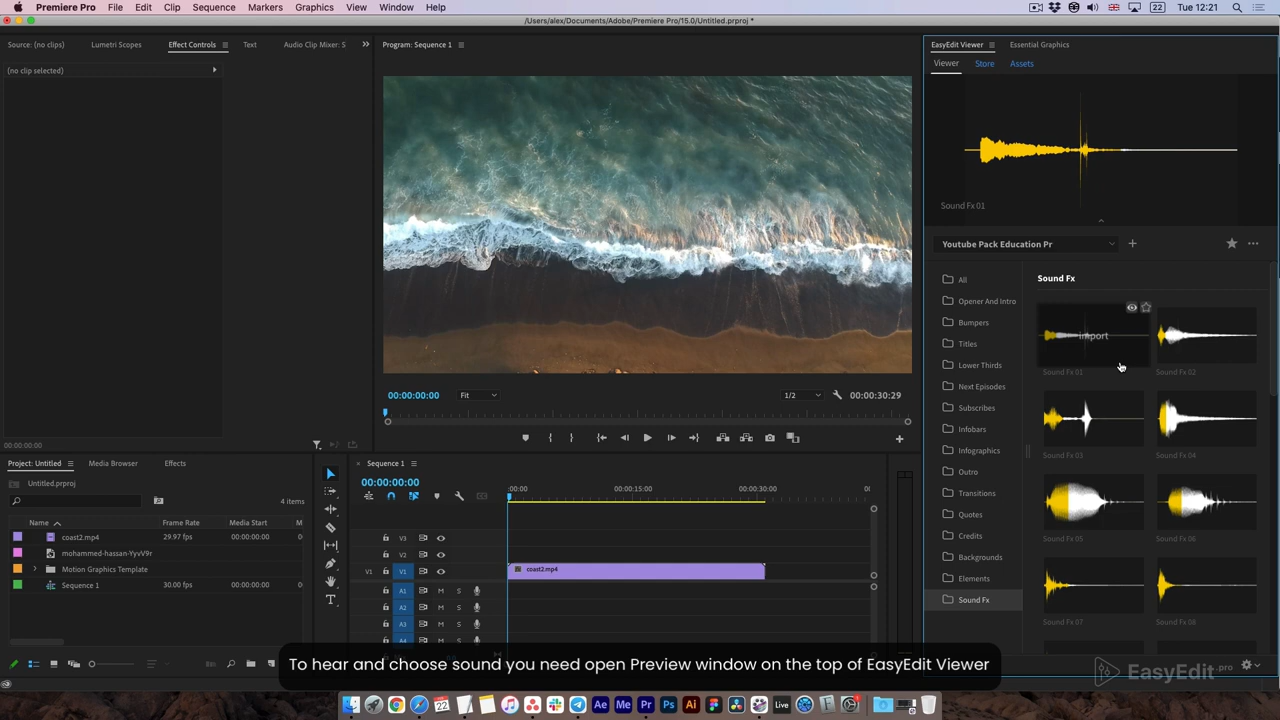 Premiere Pro File Edit Clip Sequence Markers Graphics View Window Help 22 Tue 12:21
/Users/alex/Documents/Adobe/Premiere Pro/15.0/Untitled.prproj *
Source: (no clips) Lumetri Scopes Effect Controls Text Audio Clip Mixer: S
Program: Sequence 1
EasyEdit Viewer Essential Graphics
Viewer Store Assets
(no clip selected)
Sound Fx 01
Youtube Pack Education Pr
Sound Fx
All
Opener And Intro
Bumpers
Titles
Lower Thirds
Next Episodes
Subscribes
Infobars
Infographics
Outro
Transitions
Quotes
Credits
Backgrounds
Elements
Sound Fx
import
Sound Fx 01 Sound Fx 02
Sound Fx 03 Sound Fx 04
Sound Fx 05 Sound Fx 06
Sound Fx 07 Sound Fx 08
00:00:00:00 Fit 1/2 00:00:30:29
00:00:00:00
Project: Untitled Media Browser Effects
Untitled.prproj
4 items
Name Frame Rate Media Start M
coast2.mp4 29.97 fps 00:00:00:00
mohammed-hassan-YyvV9r
Motion Graphics Template
Sequence 1 30.00 fps 00:00:00:00
Sequence 1
00:00:00:00
:00:00 00:00:15:00 00:00:30:00 00
V3
V2
V1 V1 coast2.mp4
A1 M S
A2 M S
A3 M S
A4 M S
To hear and choose sound you need open Preview window on the top of EasyEdit Viewer
EasyEdit.pro
22 Ae Me Pr Ps Ai Live